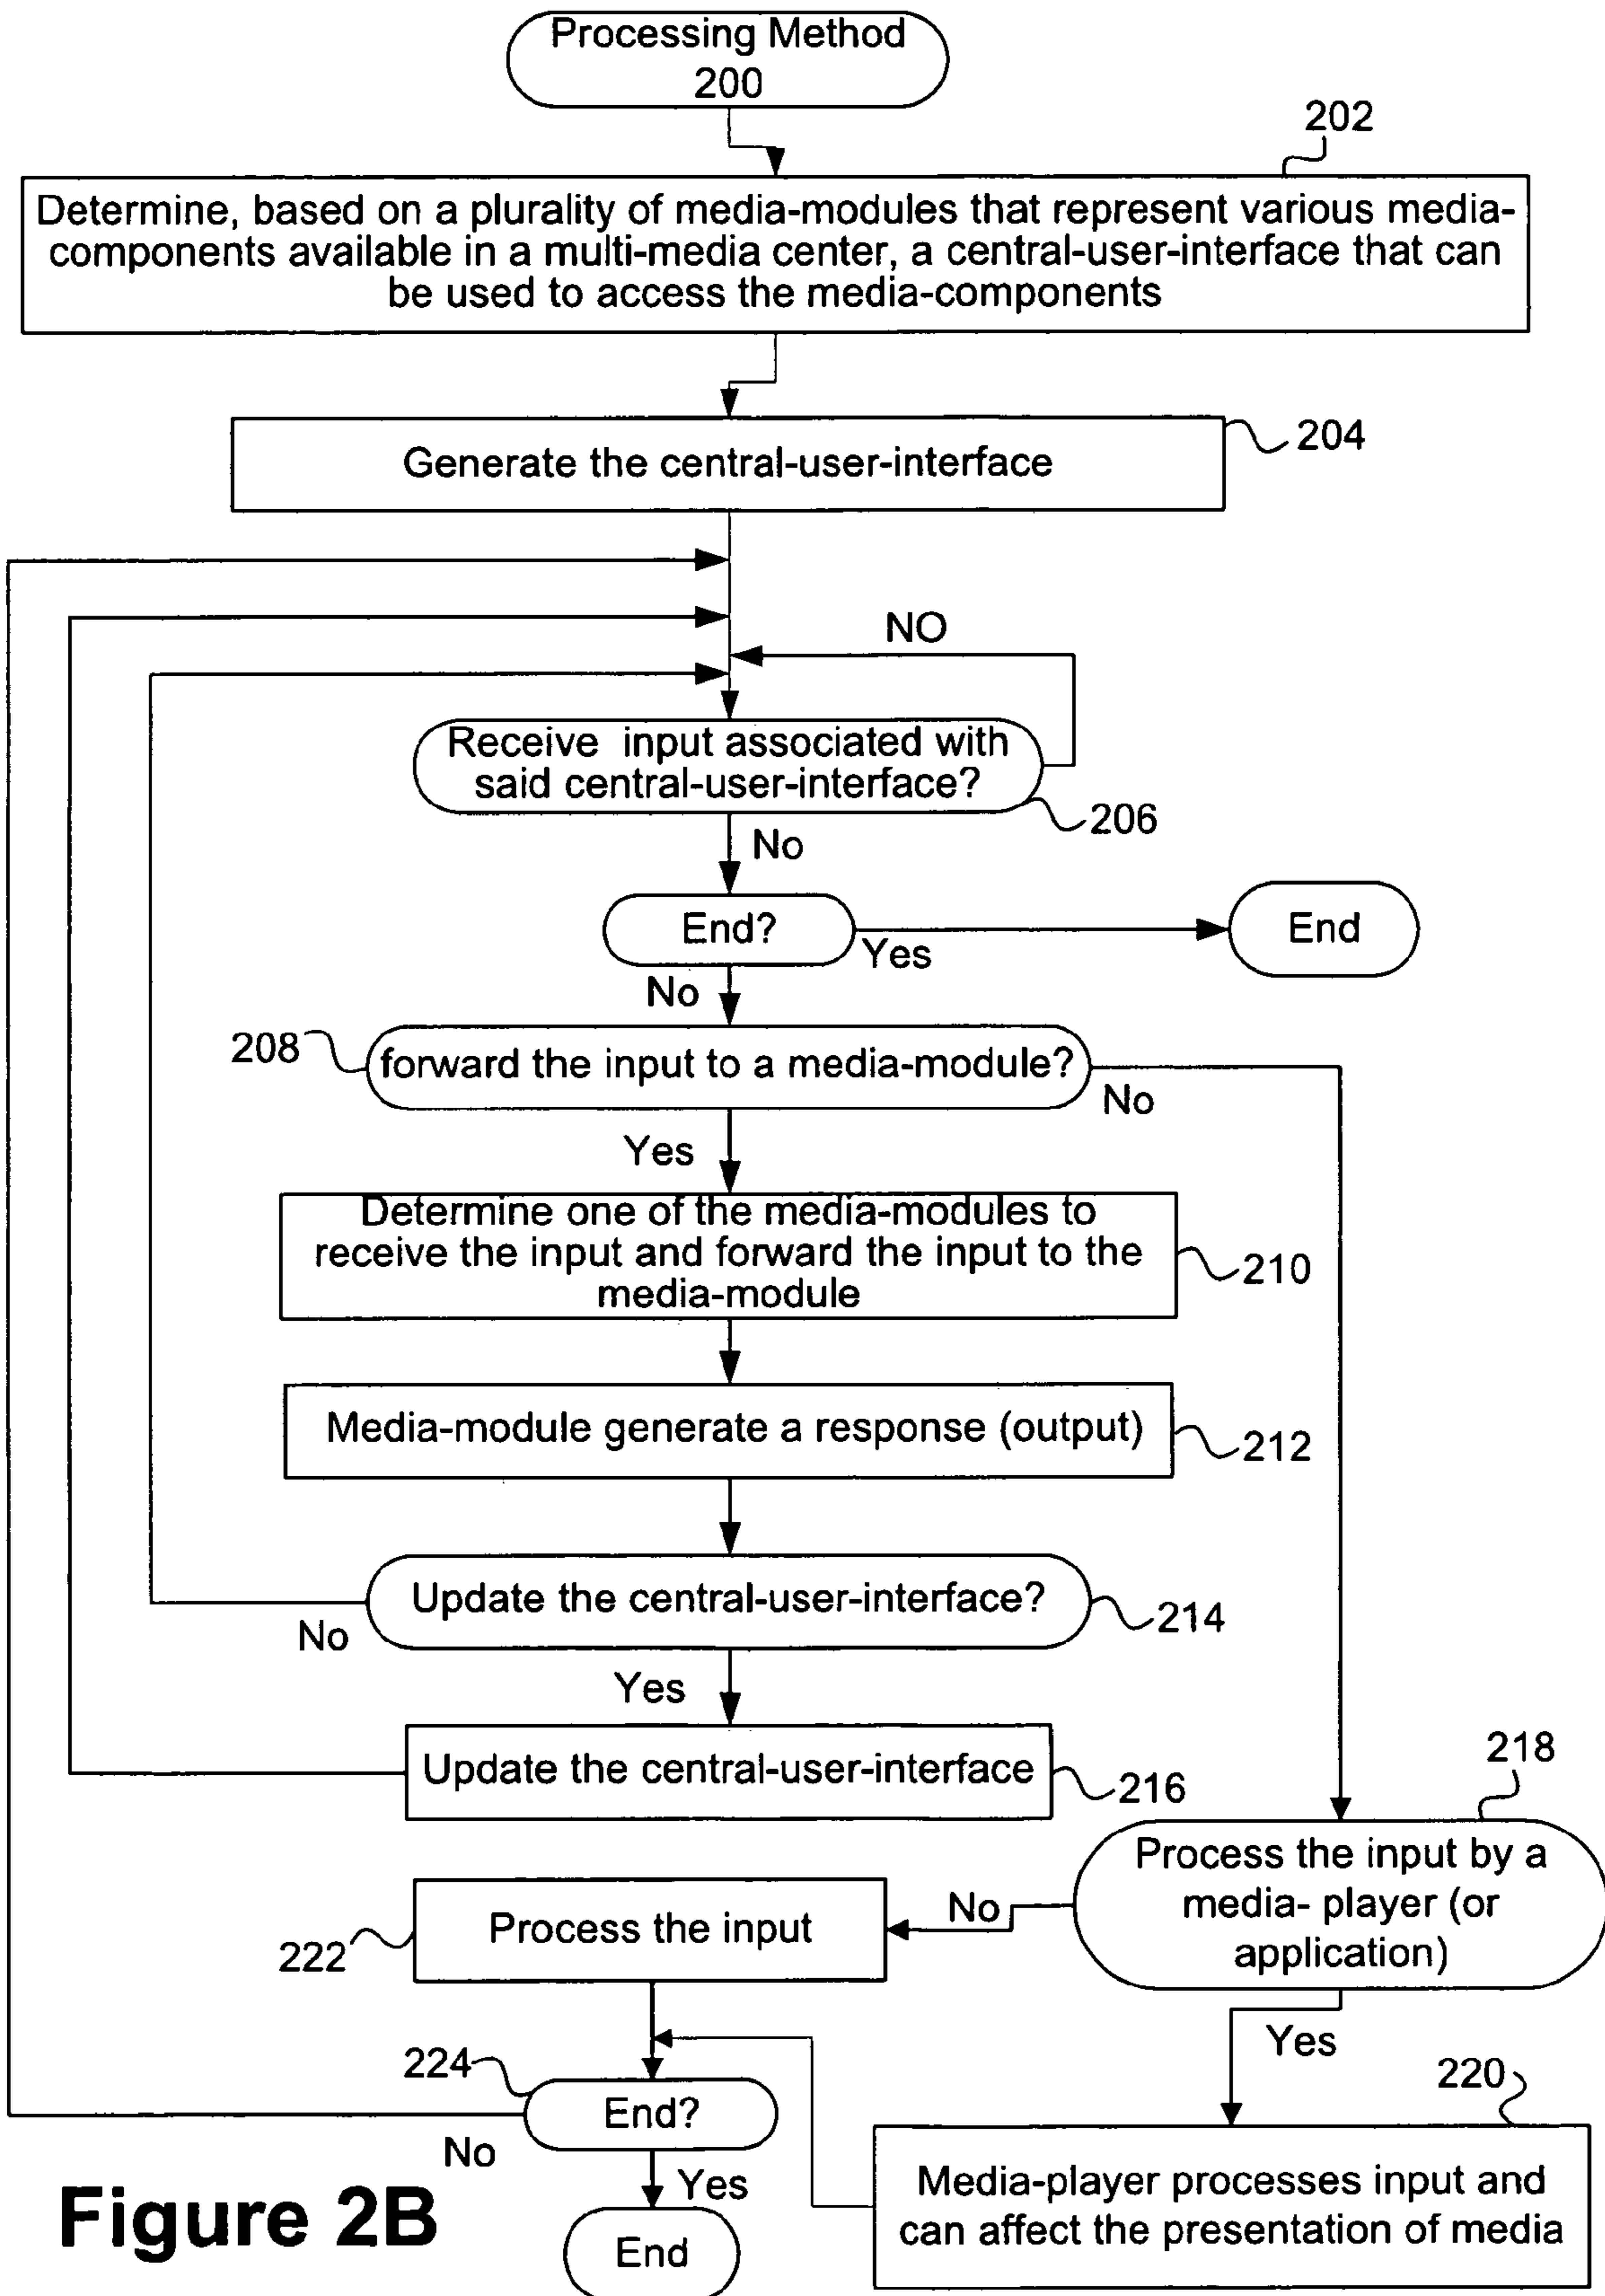 Processing Method
200
202
Determine, based on a plurality of media-modules that represent various media-
components available in a multi-media center, a central-user-interface that can
be used to access the media-components
204
Generate the central-user-interface
NO
Receive input associated with
said central-user-interface?
206
No
End?
Yes
End
No
208
forward the input to a media-module?
No
Yes
Determine one of the media-modules to
receive the input and forward the input to the
media-module
210
Media-module generate a response (output)
212
Update the central-user-interface?
214
No
Yes
Update the central-user-interface
216
218
Process the input by a
media- player (or
application)
No
Process the input
222
Yes
224
End?
No
Yes
End
220
Media-player processes input and
can affect the presentation of media
Figure 2B